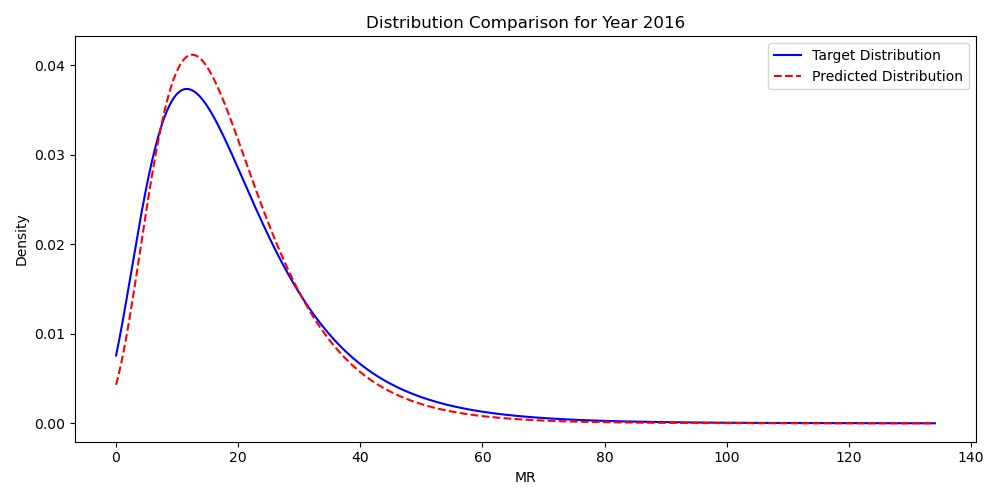 Distribution Comparison for Year 2016
Target Distribution
Predicted Distribution
0.04
0.03
0.02
0.01
0.00
Density
0 20 40 60 80 100 120 140
MR